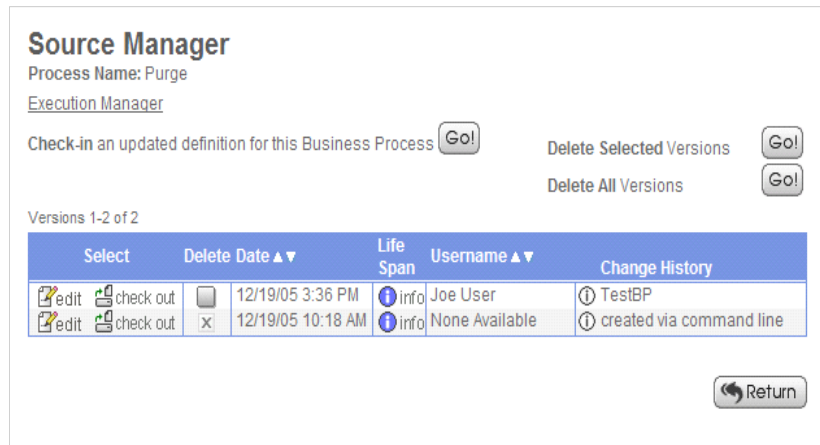 Source Manager
Process Name: Purge
Execution Manager
Check-in an updated definition for this Business Process Go!
Delete Selected Versions Go!
Delete All Versions Go!
Versions 1-2 of 2
Select Delete Date ▲▼ Life Span Username ▲▼ Change History
edit check out 12/19/05 3:36 PM info Joe User TestBP
edit check out x 12/19/05 10:18 AM info None Available created via command line
Return